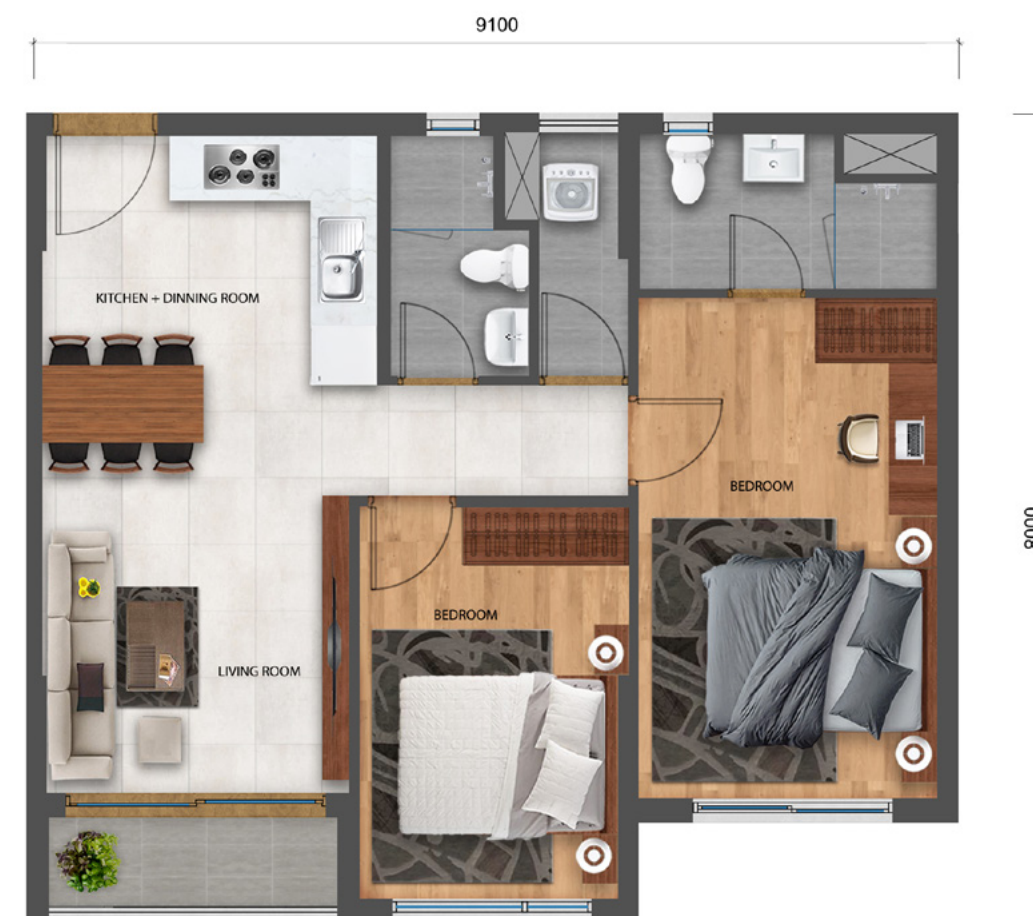 9100
KITCHEN + DINNING ROOM
BEDROOM
8000
BEDROOM
LIVING ROOM